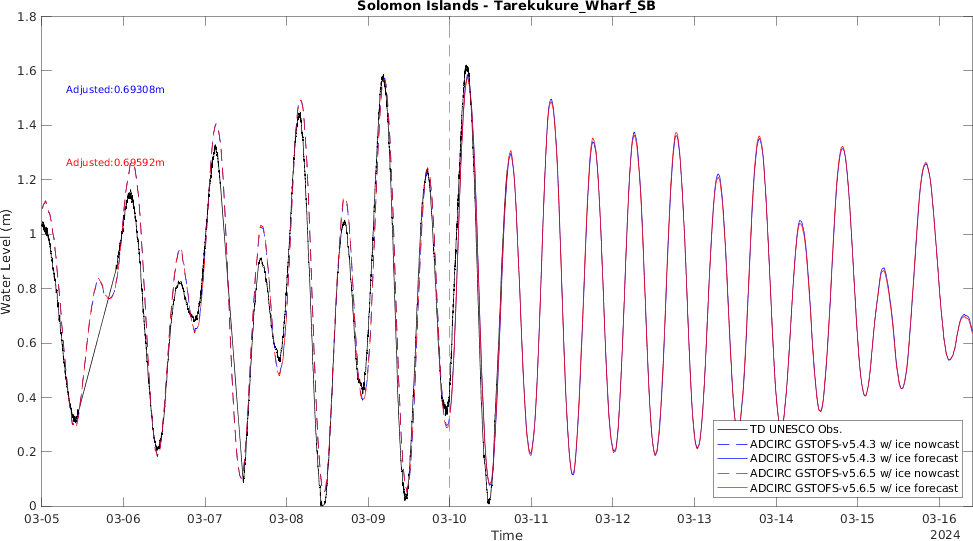 Solomon Islands - Tarekukure_Wharf_SB
1.8
1.6
1.4
1.2
1
0.8
0.6
0.4
0.2
0
Water Level (m)
Adjusted:0.69308m
Adjusted:0.69592m
TD UNESCO Obs.
ADCIRC GSTOFS-v5.4.3 w/ ice nowcast
ADCIRC GSTOFS-v5.4.3 w/ ice forecast
ADCIRC GSTOFS-v5.6.5 w/ ice nowcast
ADCIRC GSTOFS-v5.6.5 w/ ice forecast
03-05 03-06 03-07 03-08 03-09 03-10 03-11 03-12 03-13 03-14 03-15 03-16
Time
2024